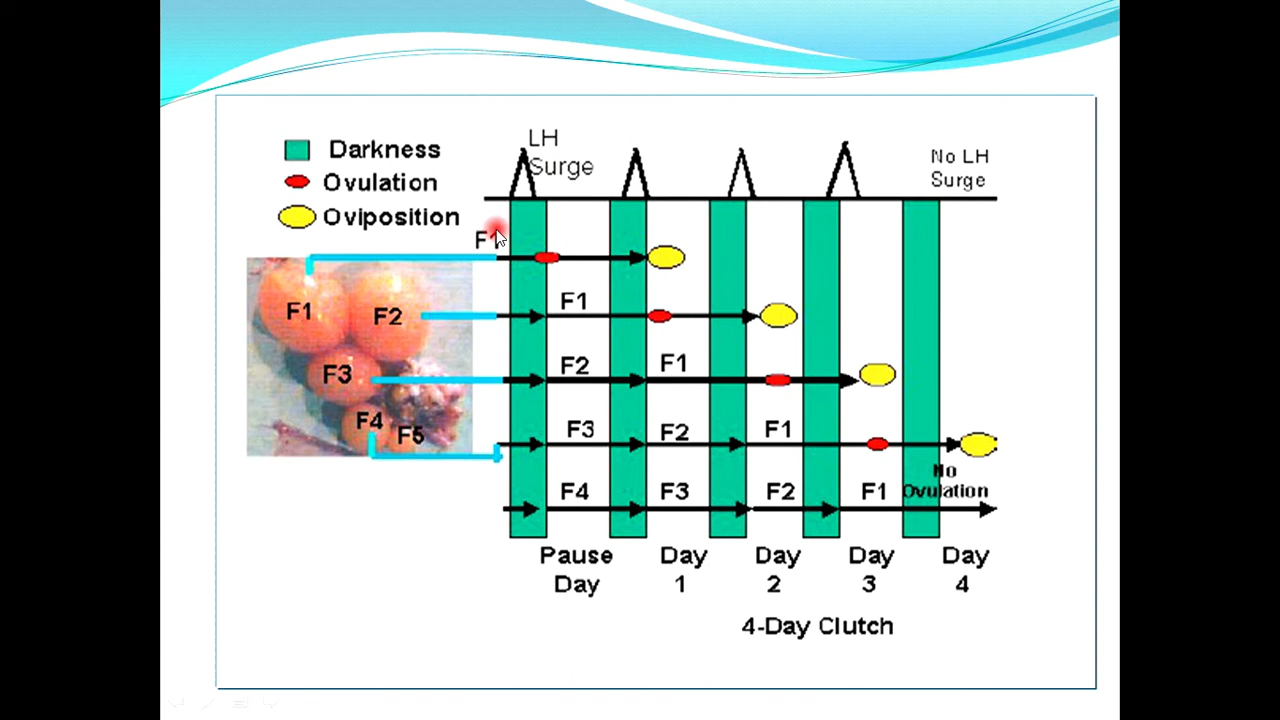 LH
Surge
No LH
Surge
Darkness
Ovulation
Oviposition
F1
F1
F1
F2
F2
F1
F3
F3
F2
F1
F4
F5
No
Ovulation
F4
F3
F2
F1
Pause
Day
Day
1
Day
2
Day
3
Day
4
4-Day Clutch